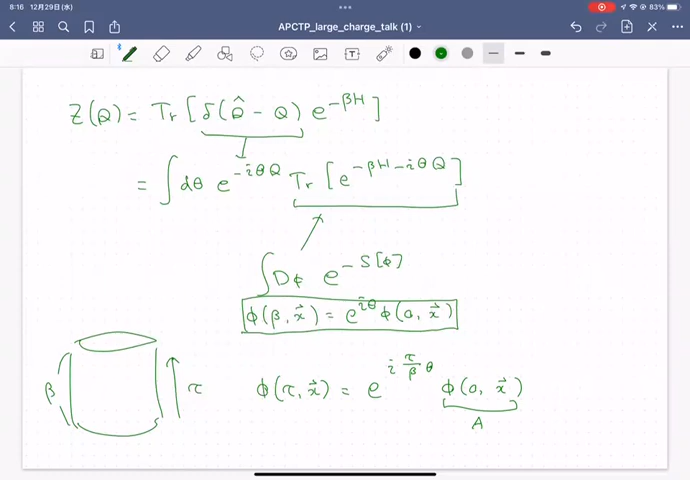 8:16 12月29日(水)
83%
APCTP_large_charge_talk (1)
Z(Q) = Tr [ δ(Q̂ − Q) e^{−βH} ]
= ∫ dθ e^{−iθQ} Tr [ e^{−βH−iθQ} ]
∫ Dϕ e^{−S[ϕ]}
ϕ(β, x⃗) = e^{iθ} ϕ(0, x⃗)
β
τ
ϕ(τ, x⃗) = e^{i \frac{τ}{β} θ} ϕ(0, x⃗)
A